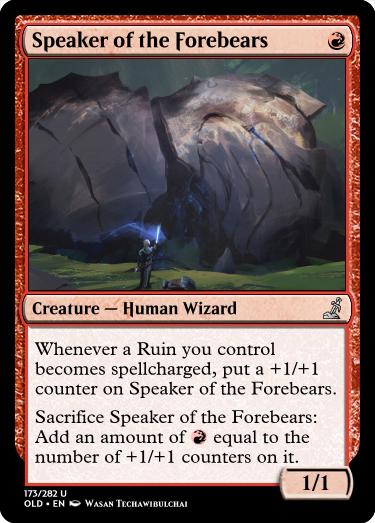 Speaker of the Forebears
Creature — Human Wizard
Whenever a Ruin you control
becomes spellcharged, put a +1/+1
counter on Speaker of the Forebears.
Sacrifice Speaker of the Forebears:
Add an amount of equal to the
number of +1/+1 counters on it.
1/1
173/282 U
OLD • EN Wasan Techawibulchai